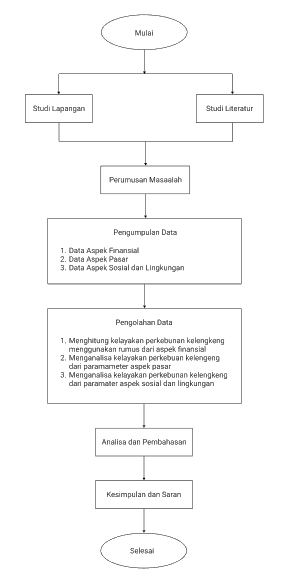 Mulai
Studi Lapangan
Studi Literatur
Perumusan Masaalah
Pengumpulan Data
1. Data Aspek Finansial
2. Data Aspek Pasar
3. Data Aspek Sosial dan Lingkungan
Pengolahan Data
1. Menghitung kelayakan perkebunan kelengkeng
menggunakan rumus dari aspek finansial
2. Menganalisa kelayakan perkebuan kelengeng
dari paramameter aspek pasar
3. Menganalisa kelayakan perkebunan kelengkeng
dari paramater aspek sosial dan lingkungan
Analisa dan Pembahasan
Kesimpulan dan Saran
Selesai